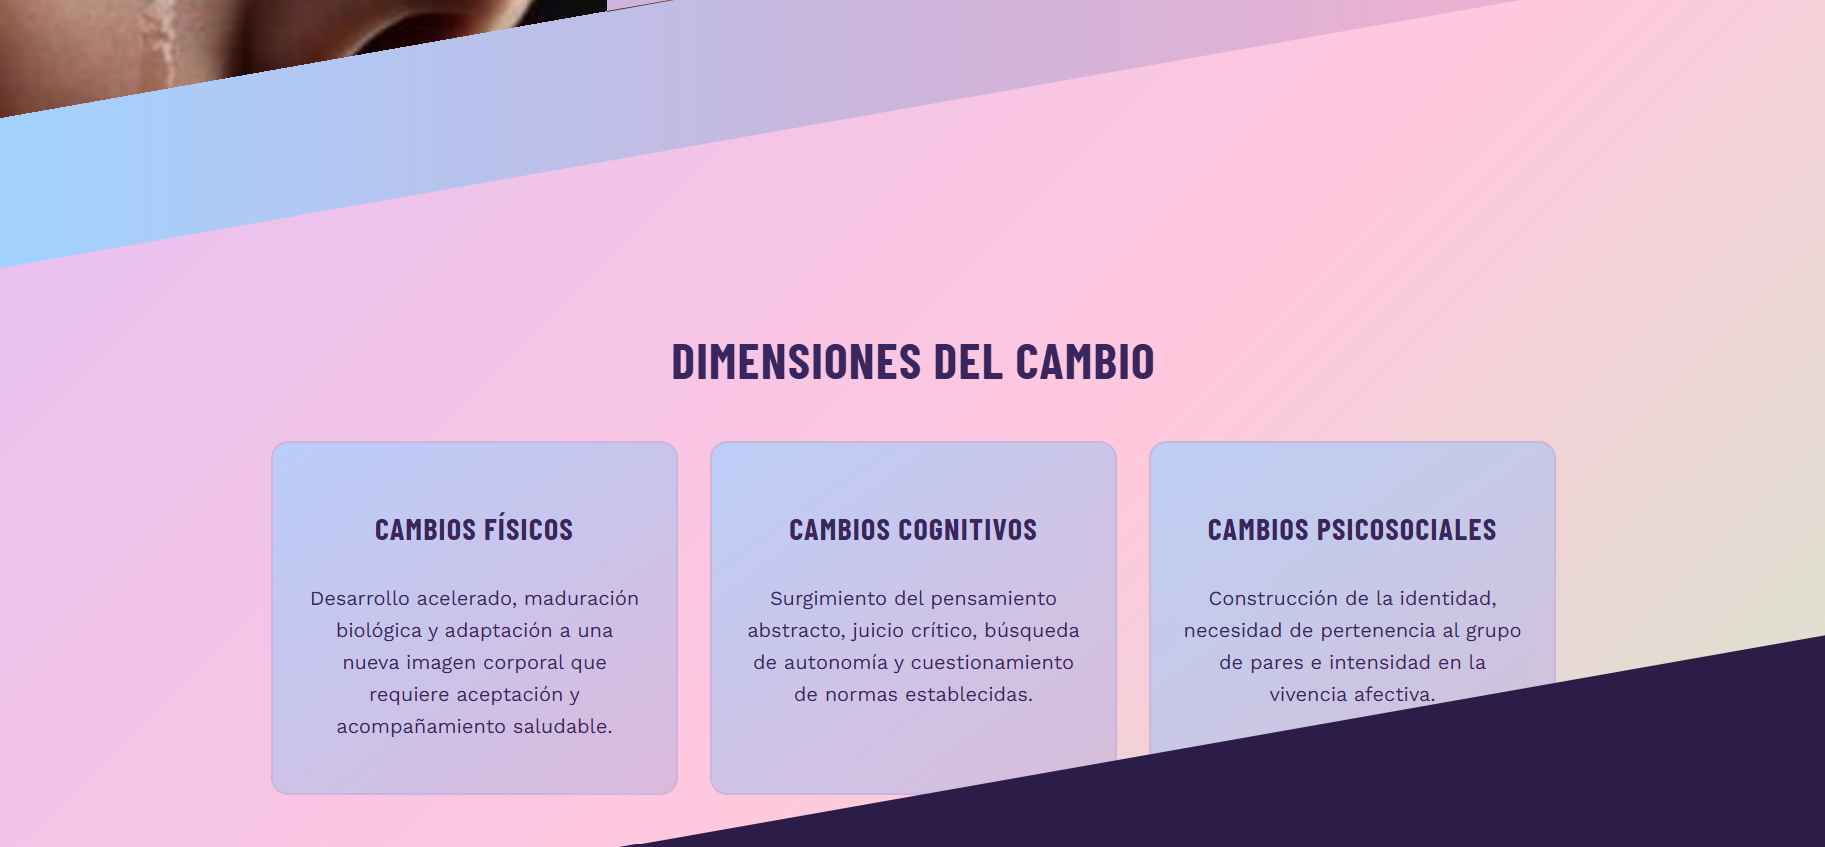 DIMENSIONES DEL CAMBIO
CAMBIOS FÍSICOS
Desarrollo acelerado, maduración
biológica y adaptación a una
nueva imagen corporal que
requiere aceptación y
acompañamiento saludable.
CAMBIOS COGNITIVOS
Surgimiento del pensamiento
abstracto, juicio crítico, búsqueda
de autonomía y cuestionamiento
de normas establecidas.
CAMBIOS PSICOSOCIALES
Construcción de la identidad,
necesidad de pertenencia al grupo
de pares e intensidad en la
vivencia afectiva.